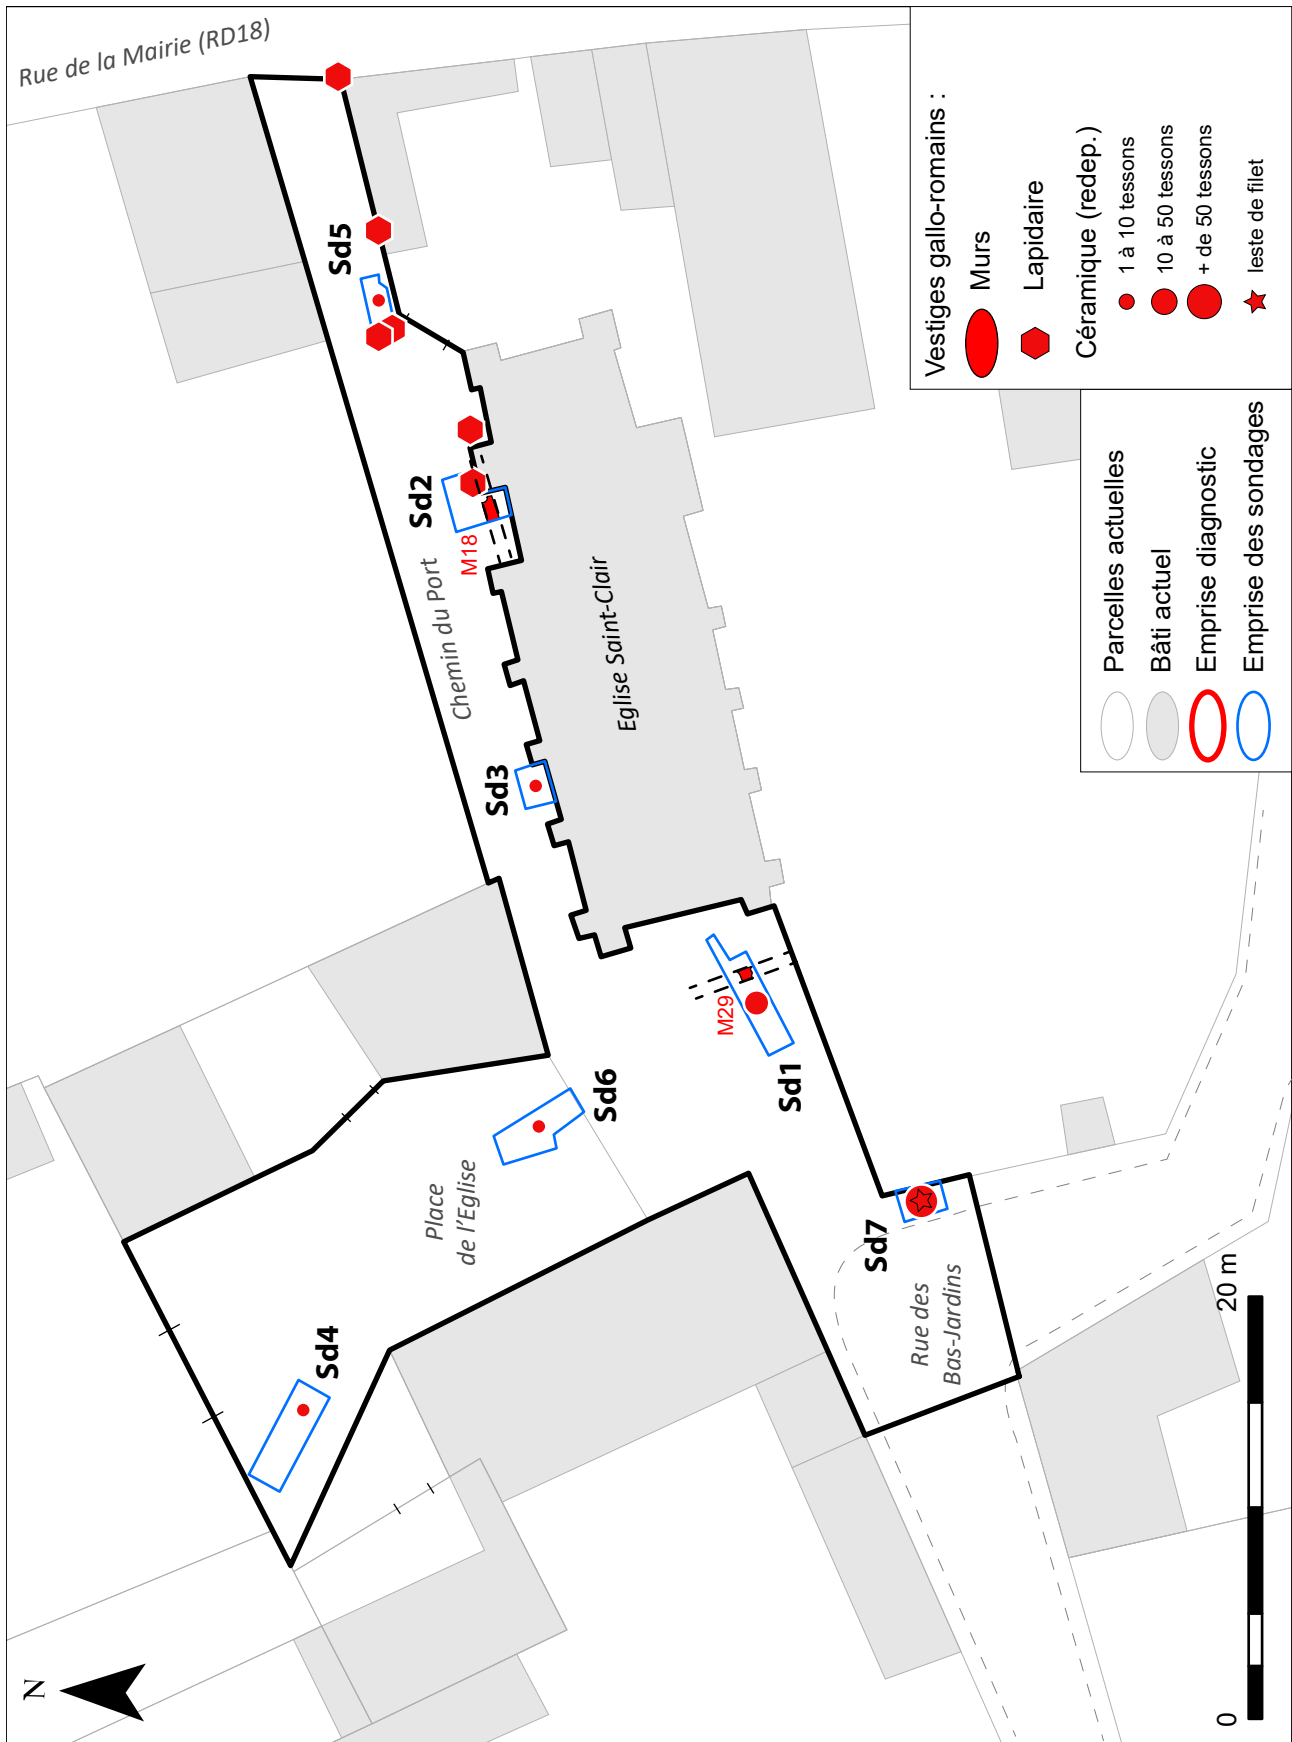 N
Rue de la Mairie (RD18)
Sd5
Sd2
M18
Chemin du Port
Eglise Saint-Clair
Sd3
M29
Sd1
Sd6
Place
de l'Eglise
Sd4
Sd7
Rue des
Bas-Jardins
0
20 m
Parcelles actuelles
Bâti actuel
Emprise diagnostic
Emprise des sondages
Vestiges gallo-romains :
Murs
Lapidaire
Céramique (redep.)
1 à 10 tessons
10 à 50 tessons
+ de 50 tessons
leste de filet